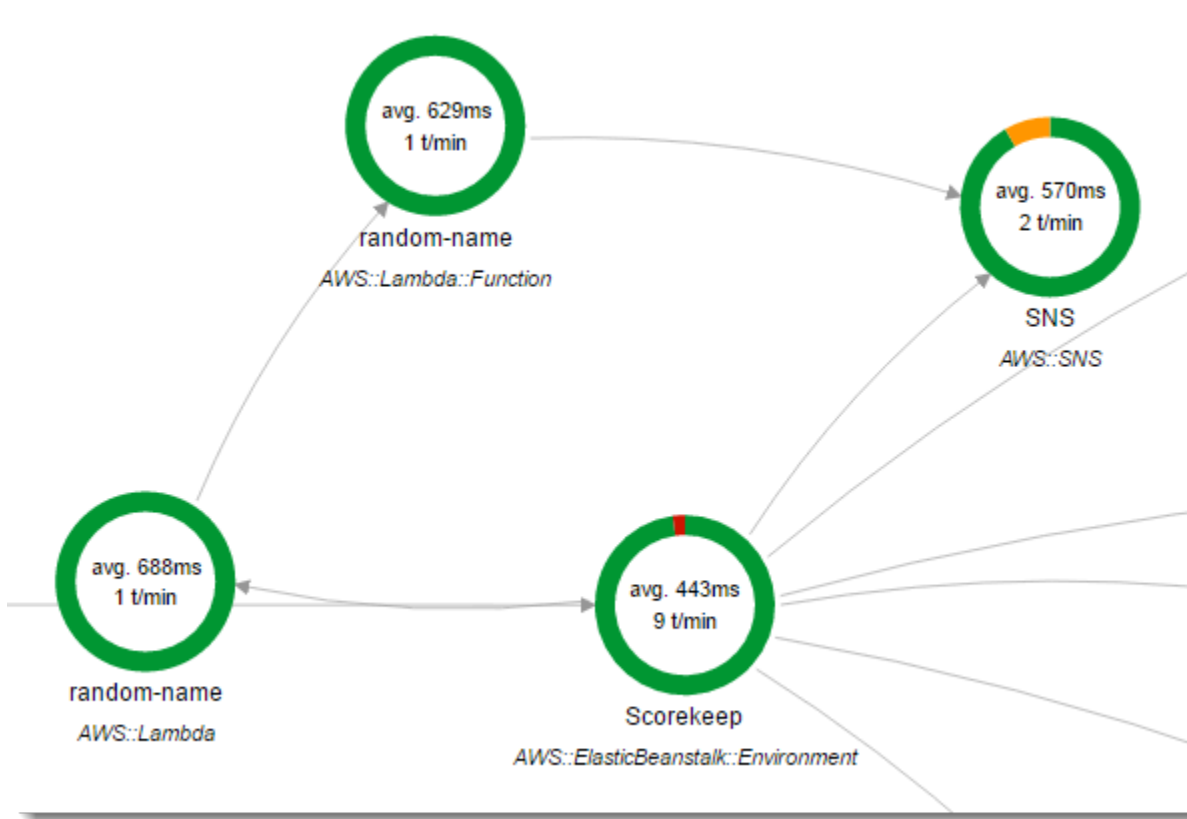 avg. 629ms
1 t/min
random-name
AWS::Lambda::Function
avg. 570ms
2 t/min
SNS
AWS::SNS
avg. 688ms
1 t/min
random-name
AWS::Lambda
avg. 443ms
9 t/min
Scorekeep
AWS::ElasticBeanstalk::Environment